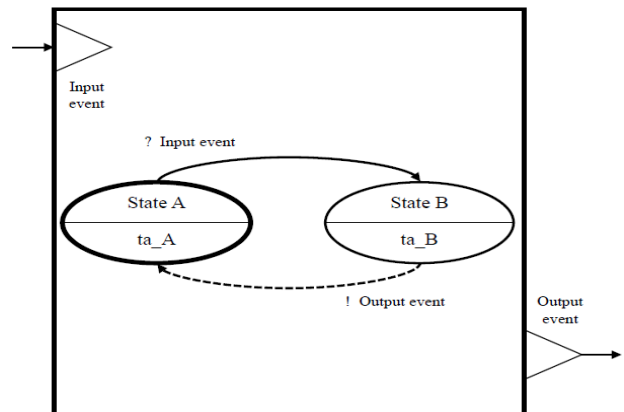 Input
event
? Input event
State A
ta_A
State B
ta_B
! Output event
Output
event